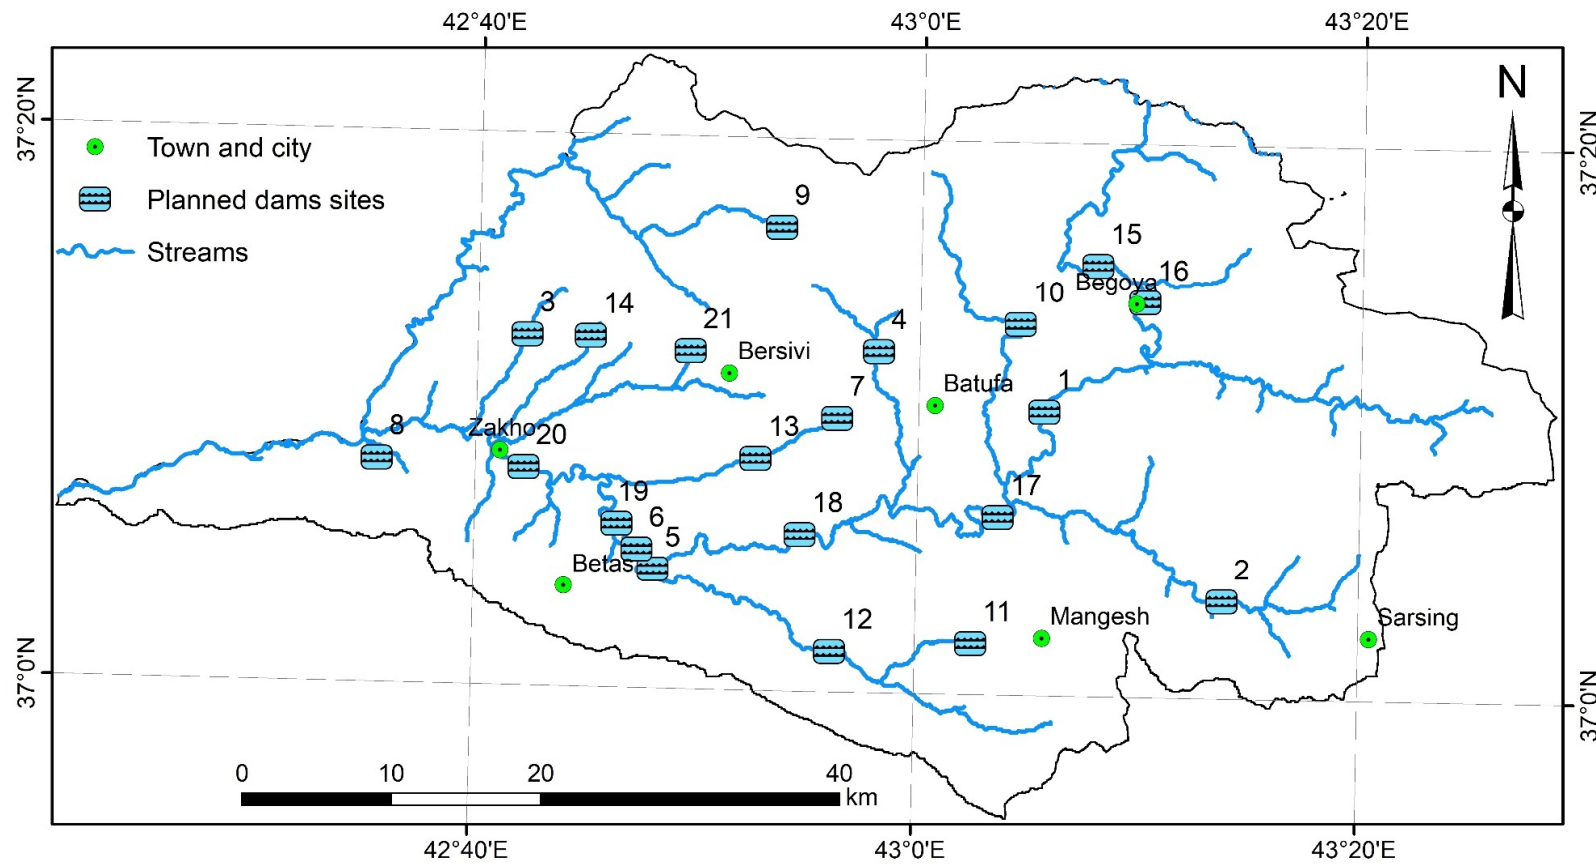 42°40'E
43°0'E
43°20'E
37°20'N
37°20'N
N
Town and city
Planned dams sites
Streams
9
15
16
Begova
3
14
21
Bersivi
4
10
7
Batufa
1
8
Zakho
20
13
19
6
5
18
17
Betas
2
12
11
Mangesh
Sarsing
37°0'N
37°0'N
0
10
20
40
km
42°40'E
43°0'E
43°20'E